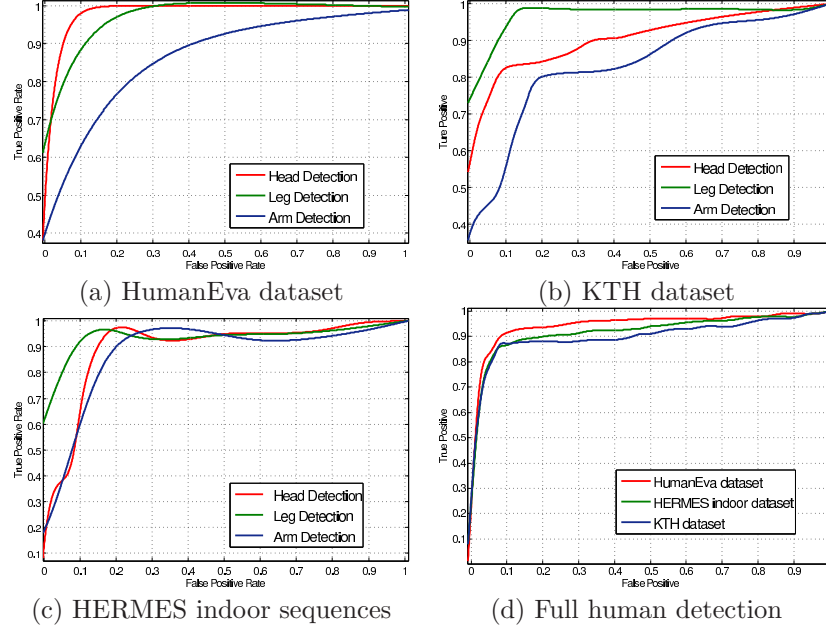 1
0.9
0.8
0.7
0.6
0.5
0.4
True Positive Rate
Head Detection
Leg Detection
Arm Detection
0 0.1 0.2 0.3 0.4 0.5 0.6 0.7 0.8 0.9 1
False Positive Rate
(a) HumanEva dataset
1
0.9
0.8
0.7
0.6
0.5
0.4
Ture Positive Rate
Head Detection
Leg Detection
Arm Detection
0 0.1 0.2 0.3 0.4 0.5 0.6 0.7 0.8 0.9
False Positive Rate
(b) KTH dataset
1
0.9
0.8
0.7
0.6
0.5
0.4
0.3
0.2
0.1
True Positive Rate
Head Detection
Leg Detection
Arm Detection
0 0.1 0.2 0.3 0.4 0.5 0.6 0.7 0.8 0.9 1
False Positive Rate
(c) HERMES indoor sequences
1
0.9
0.8
0.7
0.6
0.5
0.4
0.3
0.2
0.1
True Positive
HumanEva dataset
HERMES indoor dataset
KTH dataset
0 0.1 0.2 0.3 0.4 0.5 0.6 0.7 0.8 0.9
False Positive
(d) Full human detection